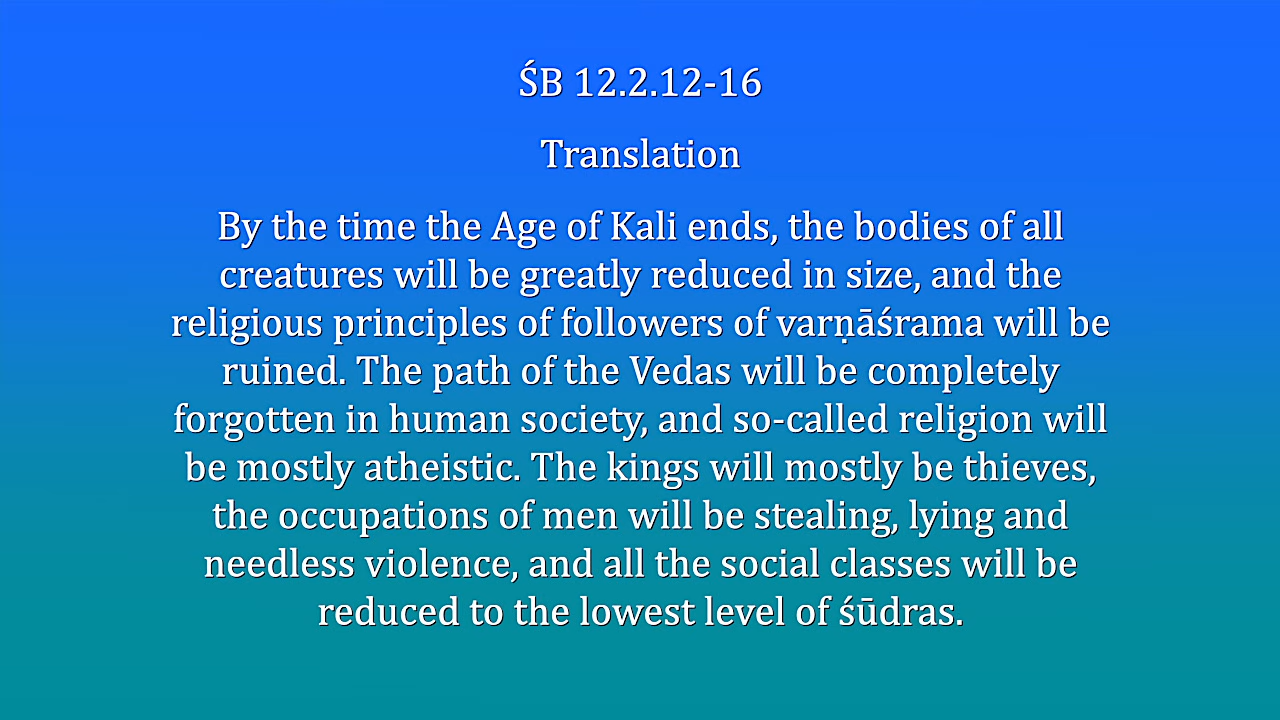 ŚB 12.2.12-16
Translation
By the time the Age of Kali ends, the bodies of all
creatures will be greatly reduced in size, and the
religious principles of followers of varṇāśrama will be
ruined. The path of the Vedas will be completely
forgotten in human society, and so-called religion will
be mostly atheistic. The kings will mostly be thieves,
the occupations of men will be stealing, lying and
needless violence, and all the social classes will be
reduced to the lowest level of śūdras.